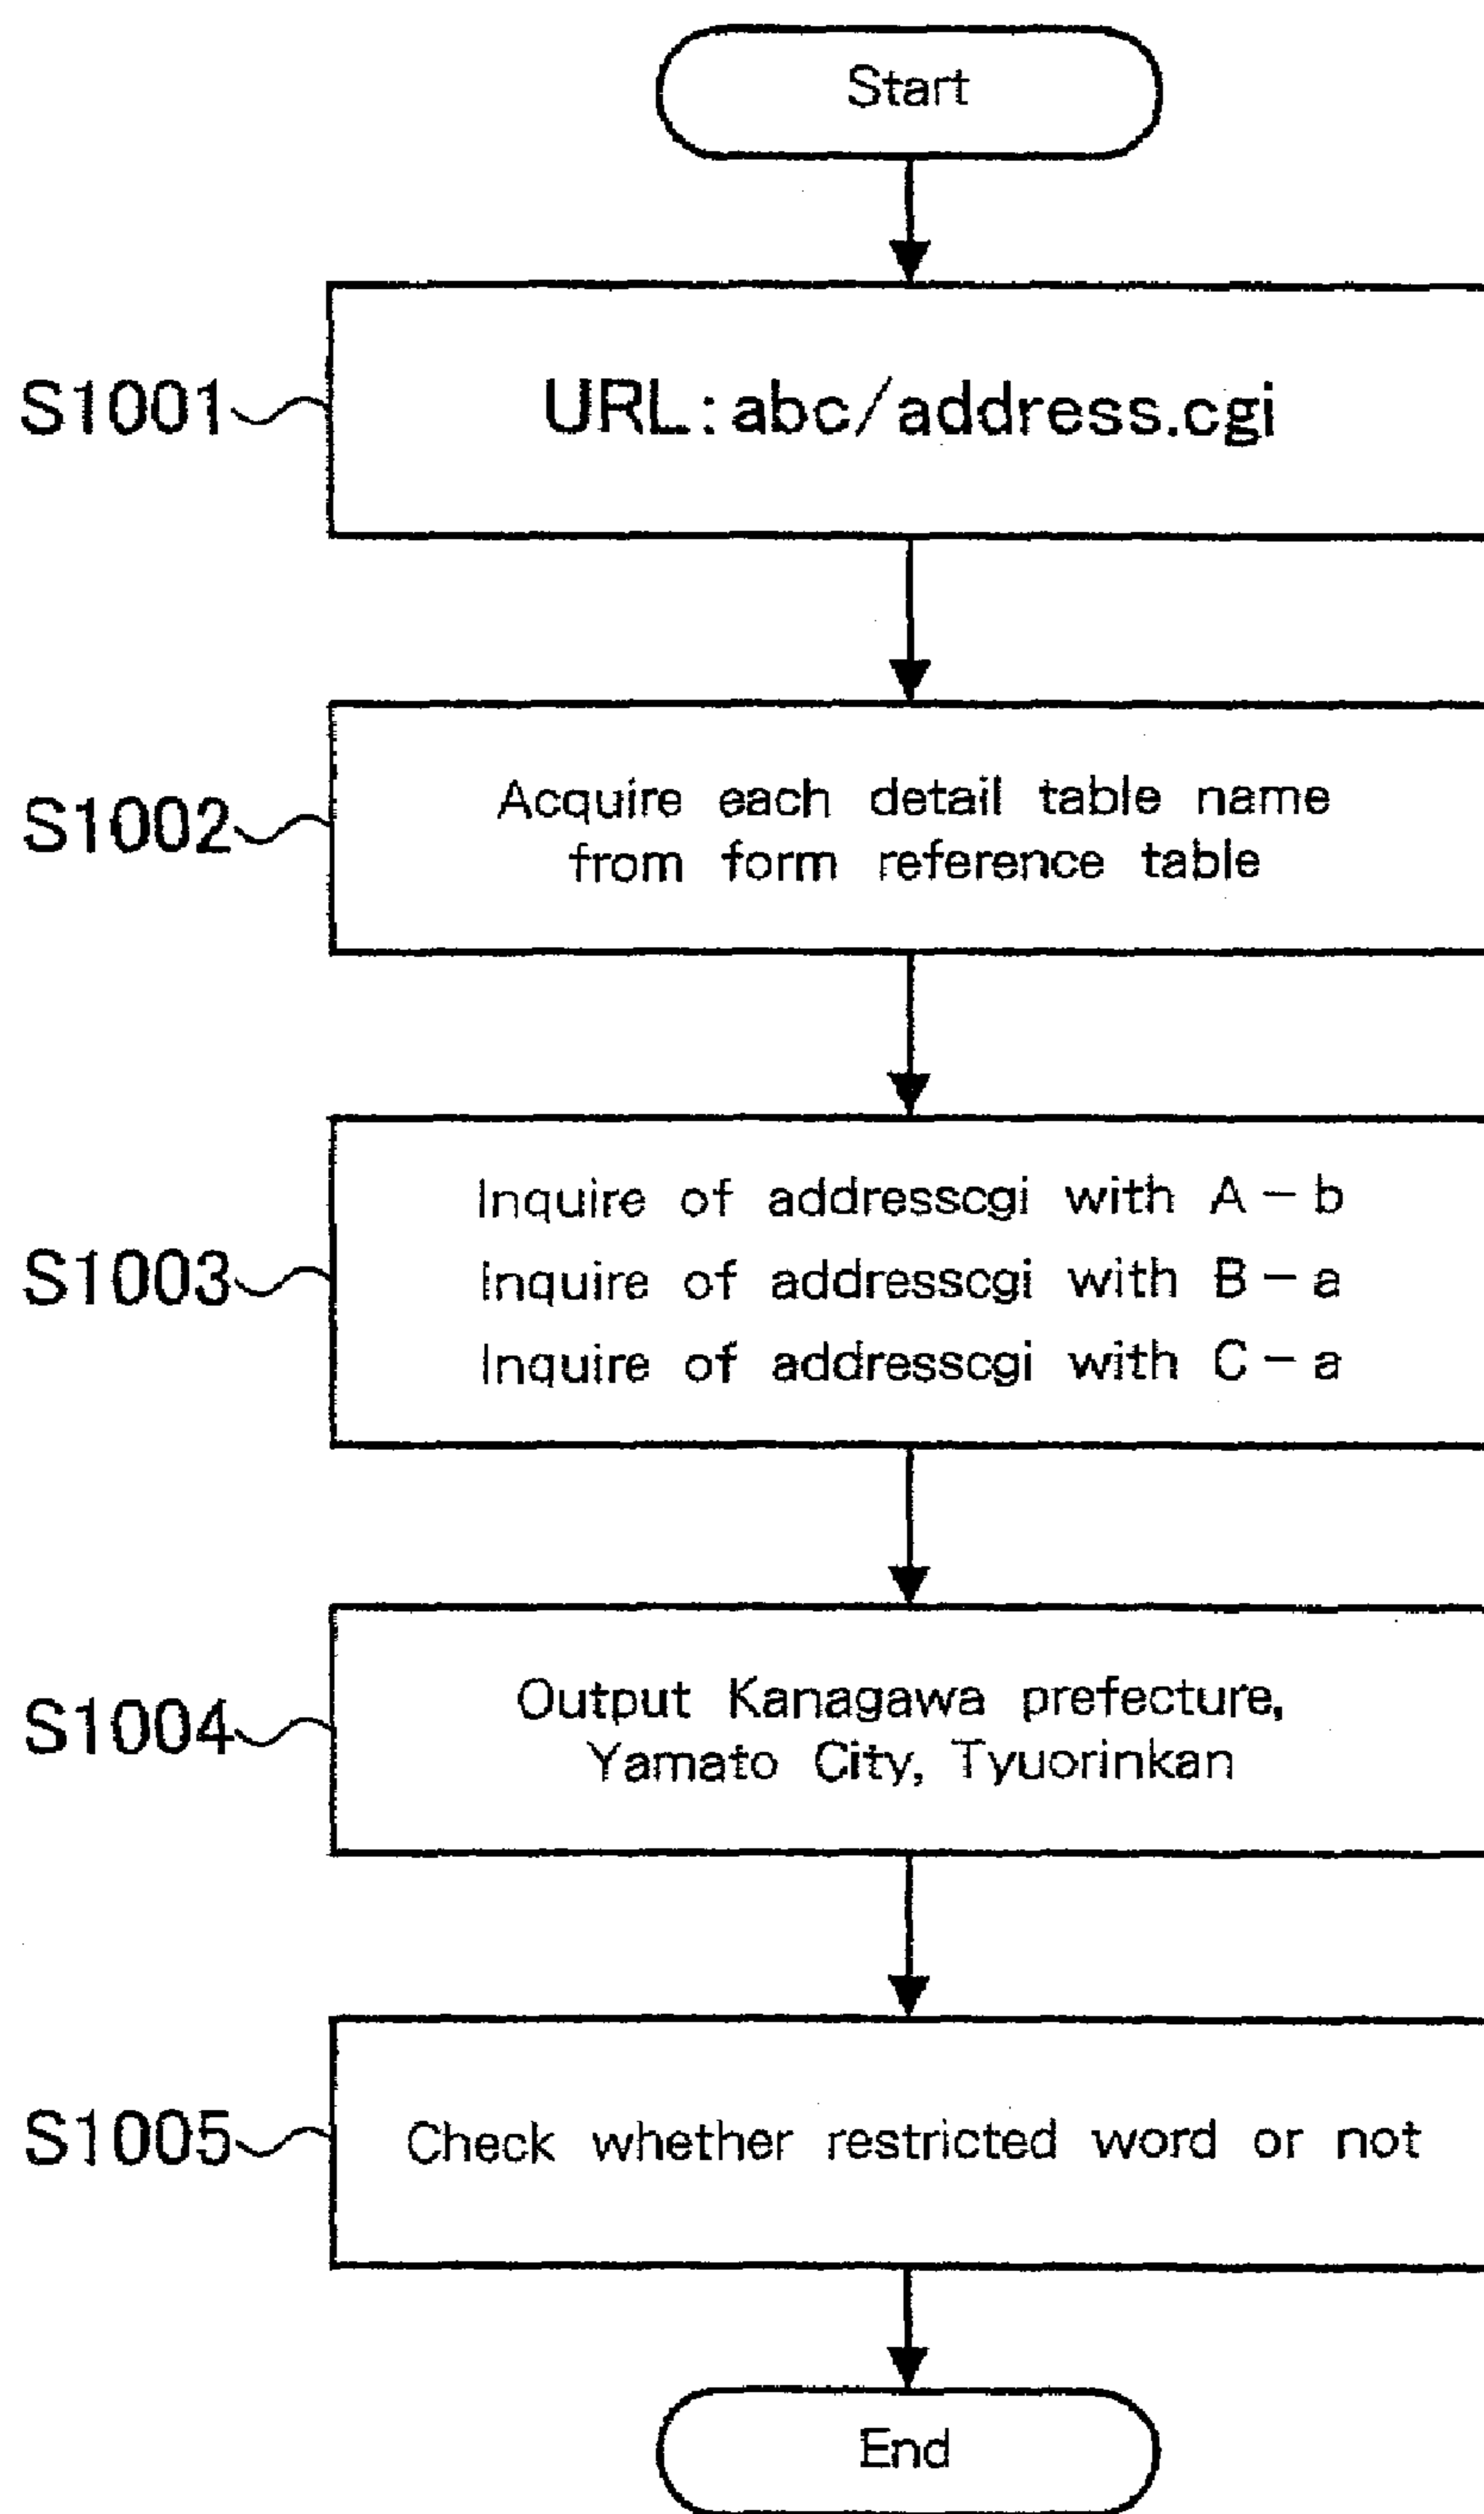 Start
S1001
URL:abc/address.cgi
S1002
Acquire each detail table name
from form reference table
S1003
Inquire of addresscgi with A－b
Inquire of addresscgi with B－a
Inquire of addresscgi with C－a
S1004
Output Kanagawa prefecture,
Yamato City, Tyuorinkan
S1005
Check whether restricted word or not
End